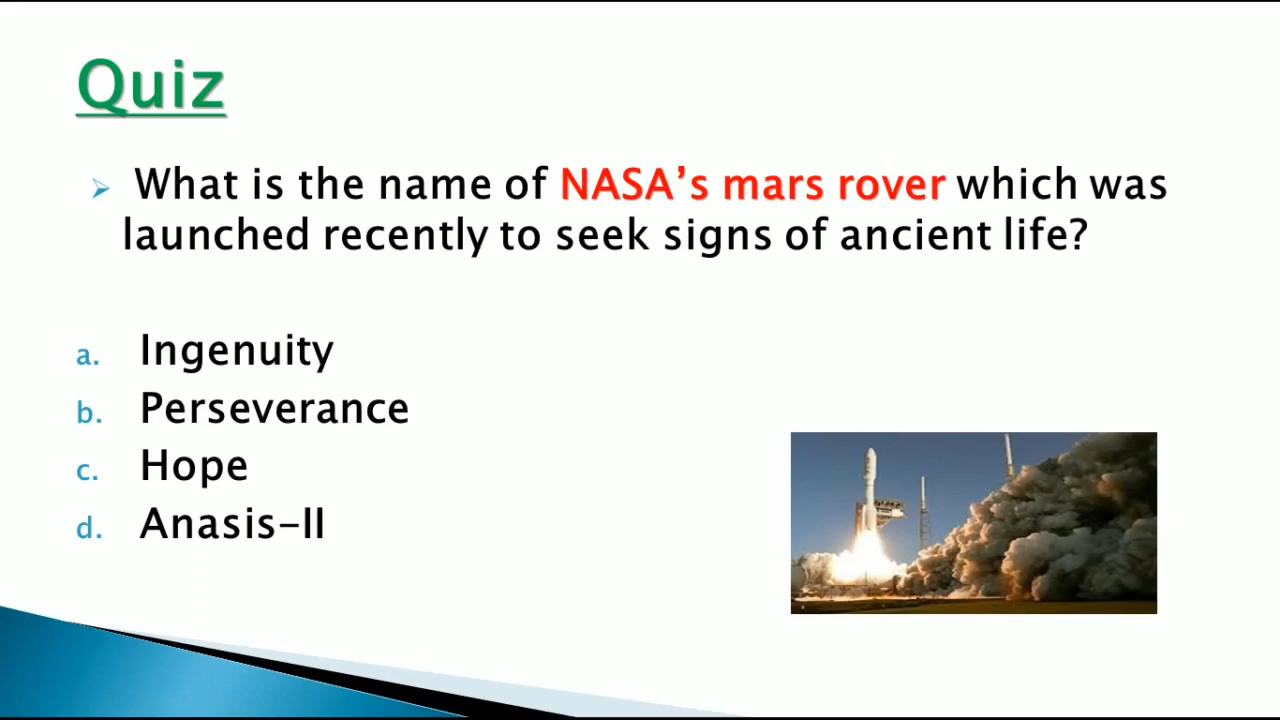 Quiz
➢ What is the name of NASA’s mars rover which was
launched recently to seek signs of ancient life?
a. Ingenuity
b. Perseverance
c. Hope
d. Anasis-II